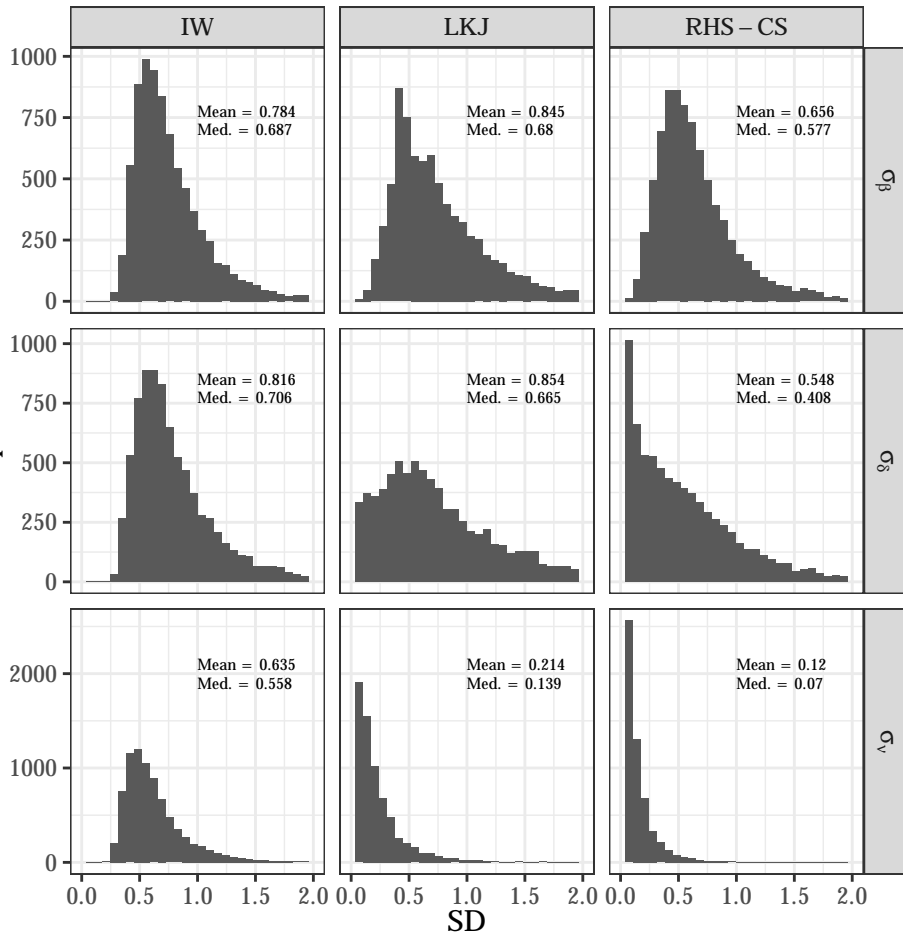 IW LKJ RHS – CS
1000
750
500
250
0
Mean = 0.784
Med. = 0.687
Mean = 0.845
Med. = 0.68
Mean = 0.656
Med. = 0.577
σβ
1000
750
500
250
0
Mean = 0.816
Med. = 0.706
Mean = 0.854
Med. = 0.665
Mean = 0.548
Med. = 0.408
σδ
2000
1000
0
Mean = 0.635
Med. = 0.558
Mean = 0.214
Med. = 0.139
Mean = 0.12
Med. = 0.07
σν
0.0 0.5 1.0 1.5 2.0 0.0 0.5 1.0 1.5 2.0 0.0 0.5 1.0 1.5 2.0
SD